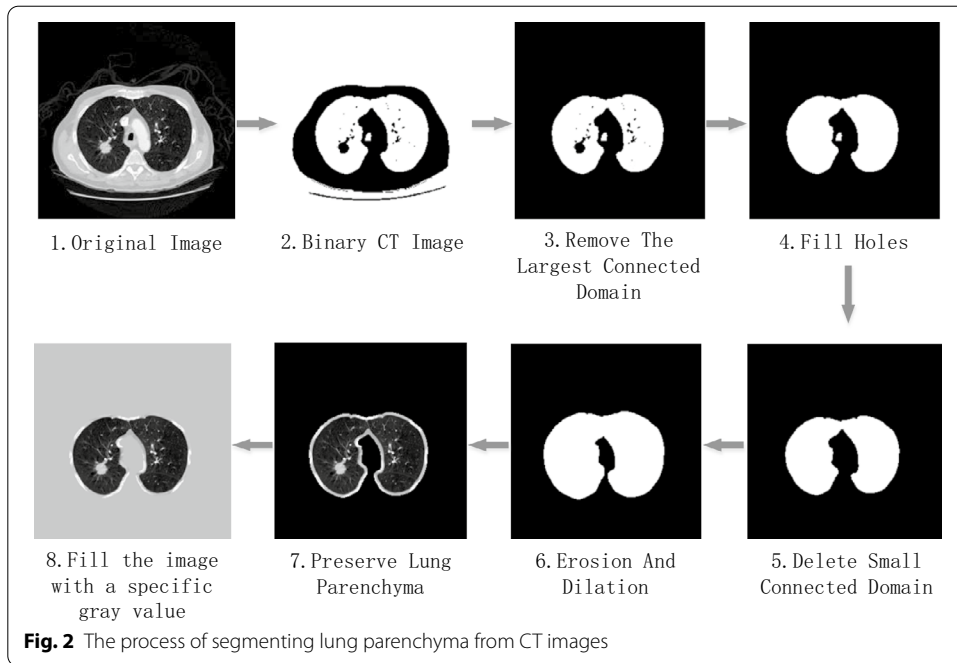 1.Original Image
2.Binary CT Image
3.Remove The
Largest Connected
Domain
4.Fill Holes
8.Fill the image
with a specific
gray value
7.Preserve Lung
Parenchyma
6.Erosion And
Dilation
5.Delete Small
Connected Domain
Fig. 2 The process of segmenting lung parenchyma from CT images